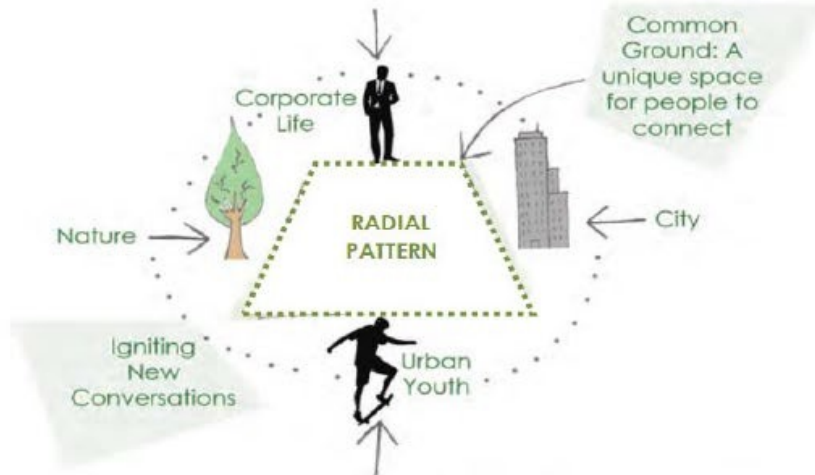 Common
Ground: A
unique space
for people to
connect
Corporate
Life
Nature
RADIAL
PATTERN
City
Igniting
New
Conversations
Urban
Youth